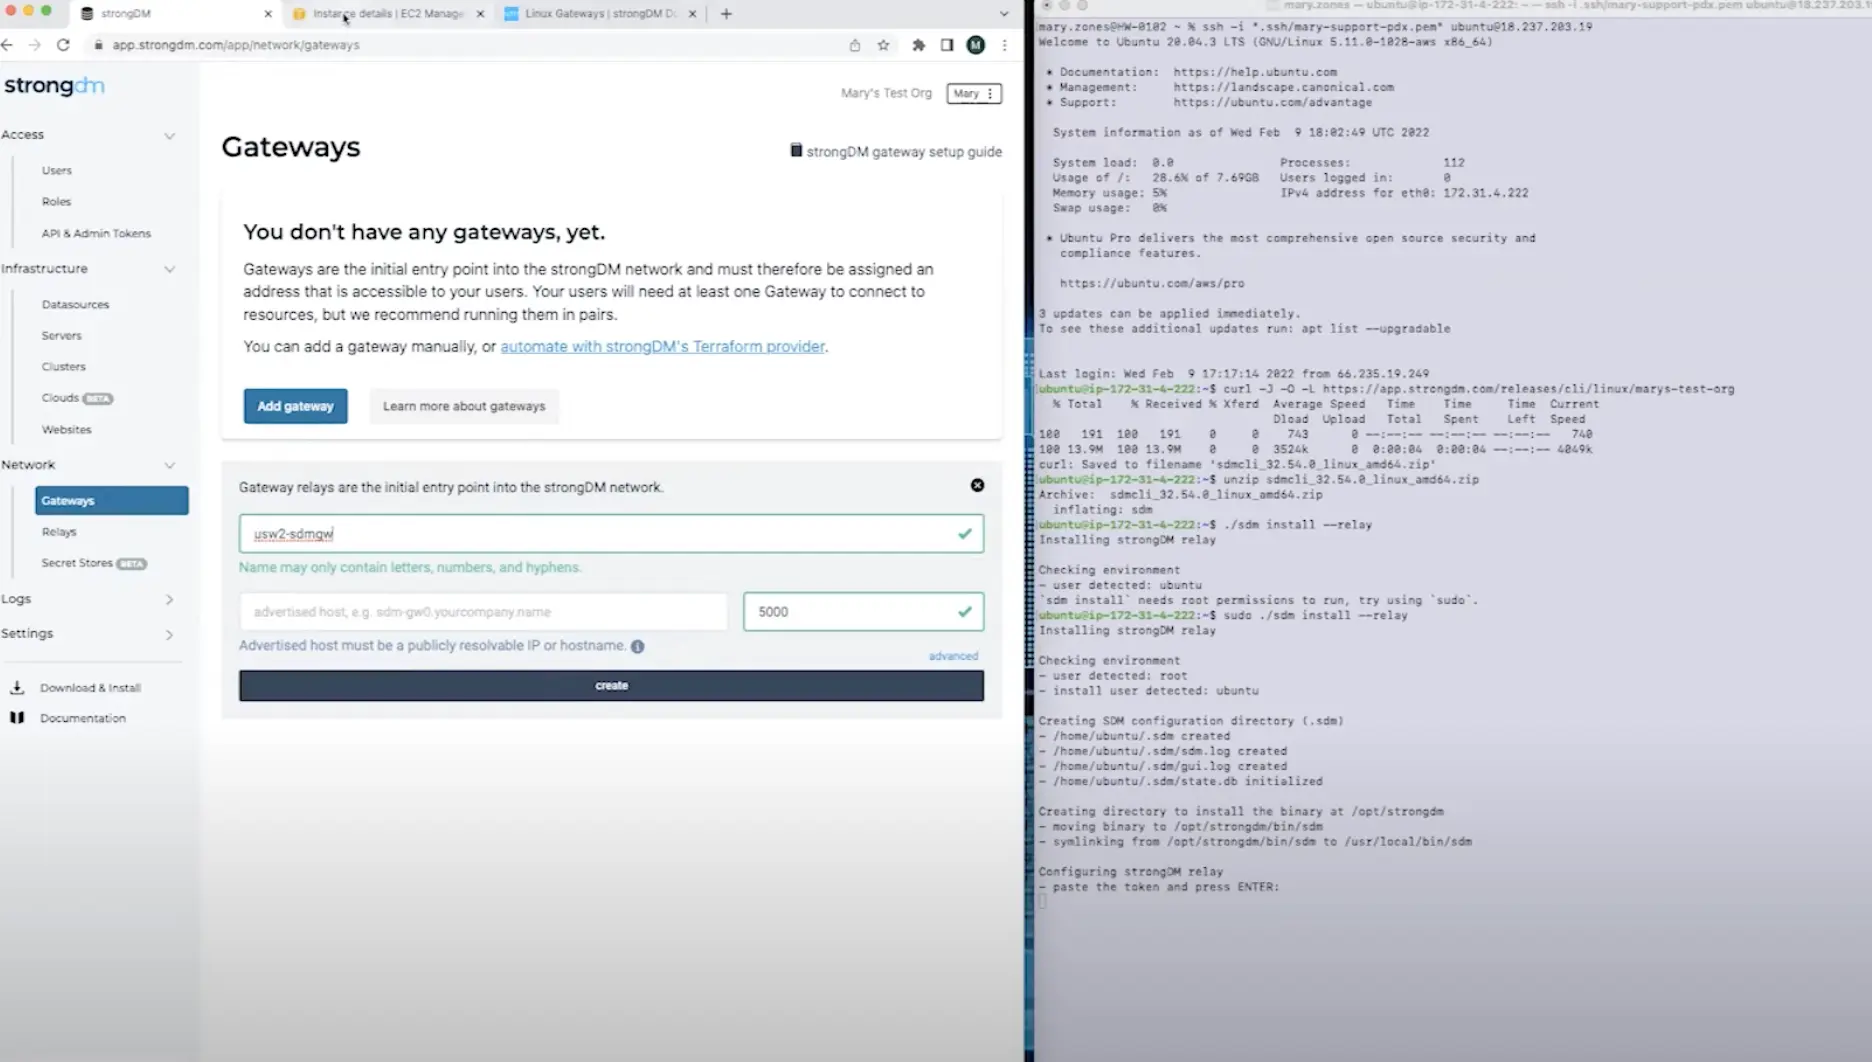 strongDM
Instance details | EC2 Manage
Linux Gateways | strongDM Do
app.strongdm.com/app/network/gateways
M
strongdm
Mary's Test Org
Mary
Access
Users
Roles
API & Admin Tokens
Infrastructure
Datasources
Servers
Clusters
Clouds BETA
Websites
Network
Gateways
Relays
Secret Stores BETA
Logs
Settings
Download & Install
Documentation
Gateways
strongDM gateway setup guide
You don't have any gateways, yet.
Gateways are the initial entry point into the strongDM network and must therefore be assigned an
address that is accessible to your users. Your users will need at least one Gateway to connect to
resources, but we recommend running them in pairs.
You can add a gateway manually, or automate with strongDM's Terraform provider.
Add gateway
Learn more about gateways
Gateway relays are the initial entry point into the strongDM network.
usw2-sdmgw
Name may only contain letters, numbers, and hyphens.
advertised host, e.g. sdm-gw0.yourcompany.name
5000
Advertised host must be a publicly resolvable IP or hostname.
advanced
create
mary.zones — ubuntu@ip-172-31-4-222: ~ — ssh -i .ssh/mary-support-pdx.pem ubuntu@18.237.203.19
mary.zones@HW-0102 ~ % ssh -i ".ssh/mary-support-pdx.pem" ubuntu@18.237.203.19
Welcome to Ubuntu 20.04.3 LTS (GNU/Linux 5.11.0-1028-aws x86_64)
* Documentation:  https://help.ubuntu.com
* Management:     https://landscape.canonical.com
* Support:        https://ubuntu.com/advantage
System information as of Wed Feb  9 18:02:49 UTC 2022
System load:  0.0               Processes:             112
Usage of /:   28.6% of 7.69GB   Users logged in:       0
Memory usage: 5%                IPv4 address for eth0: 172.31.4.222
Swap usage:   0%
* Ubuntu Pro delivers the most comprehensive open source security and
compliance features.
https://ubuntu.com/aws/pro
3 updates can be applied immediately.
To see these additional updates run: apt list --upgradable
Last login: Wed Feb  9 17:17:14 2022 from 66.235.19.249
ubuntu@ip-172-31-4-222:~$ curl -J -O -L https://app.strongdm.com/releases/cli/linux/marys-test-org
% Total    % Received % Xferd  Average Speed   Time    Time     Time  Current
Dload  Upload   Total   Spent    Left  Speed
100   191  100   191    0     0    743      0 --:--:-- --:--:-- --:--:--   740
100 13.9M  100 13.9M    0     0  3524k      0  0:00:04  0:00:04 --:--:-- 4049k
curl: Saved to filename 'sdmcli_32.54.0_linux_amd64.zip'
ubuntu@ip-172-31-4-222:~$ unzip sdmcli_32.54.0_linux_amd64.zip
Archive:  sdmcli_32.54.0_linux_amd64.zip
inflating: sdm
ubuntu@ip-172-31-4-222:~$ ./sdm install --relay
Installing strongDM relay
Checking environment
- user detected: ubuntu
`sdm install` needs root permissions to run, try using `sudo`.
ubuntu@ip-172-31-4-222:~$ sudo ./sdm install --relay
Installing strongDM relay
Checking environment
- user detected: root
- install user detected: ubuntu
Creating SDM configuration directory (.sdm)
- /home/ubuntu/.sdm created
- /home/ubuntu/.sdm/sdm.log created
- /home/ubuntu/.sdm/gui.log created
- /home/ubuntu/.sdm/state.db initialized
Creating directory to install the binary at /opt/strongdm
- moving binary to /opt/strongdm/bin/sdm
- symlinking from /opt/strongdm/bin/sdm to /usr/local/bin/sdm
Configuring strongDM relay
- paste the token and press ENTER: